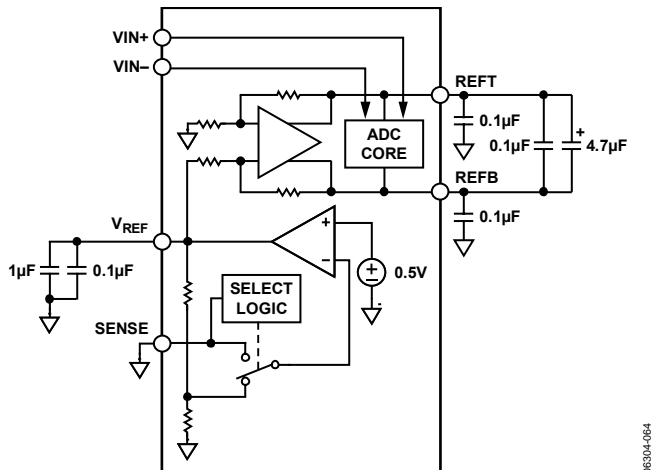 VIN+
VIN–
REFT
ADC
CORE
0.1µF
0.1µF
+
4.7µF
REFB
0.1µF
VREF
+
–
+
–
0.5V
1µF
0.1µF
SELECT
LOGIC
SENSE
06304-064